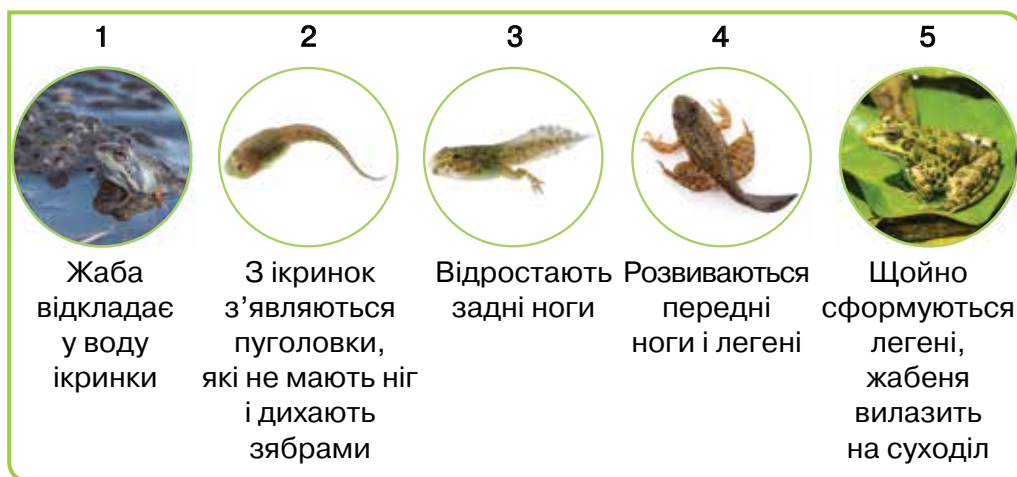 1
Жаба
відкладає
у воду
ікринки
2
З ікринок
з’являються
пуголовки,
які не мають ніг
і дихають
зябрами
3
Відростають
задні ноги
4
Розвиваються
передні
ноги і легені
5
Щойно
сформуються
легені,
жабеня
вилазить
на суходіл